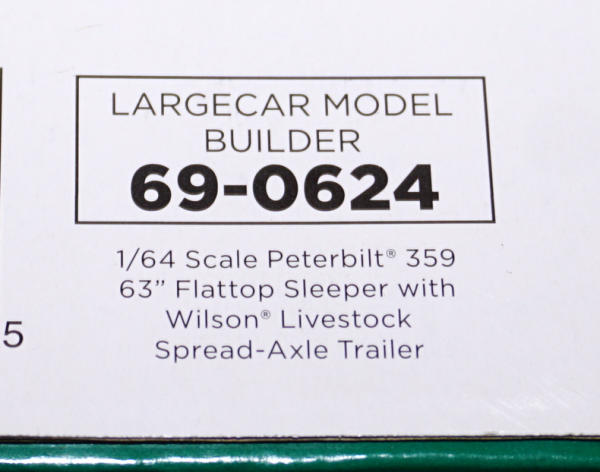 LARGECAR MODEL
BUILDER
69-0624
1/64 Scale Peterbilt® 359
63” Flattop Sleeper with
Wilson® Livestock
Spread-Axle Trailer
5